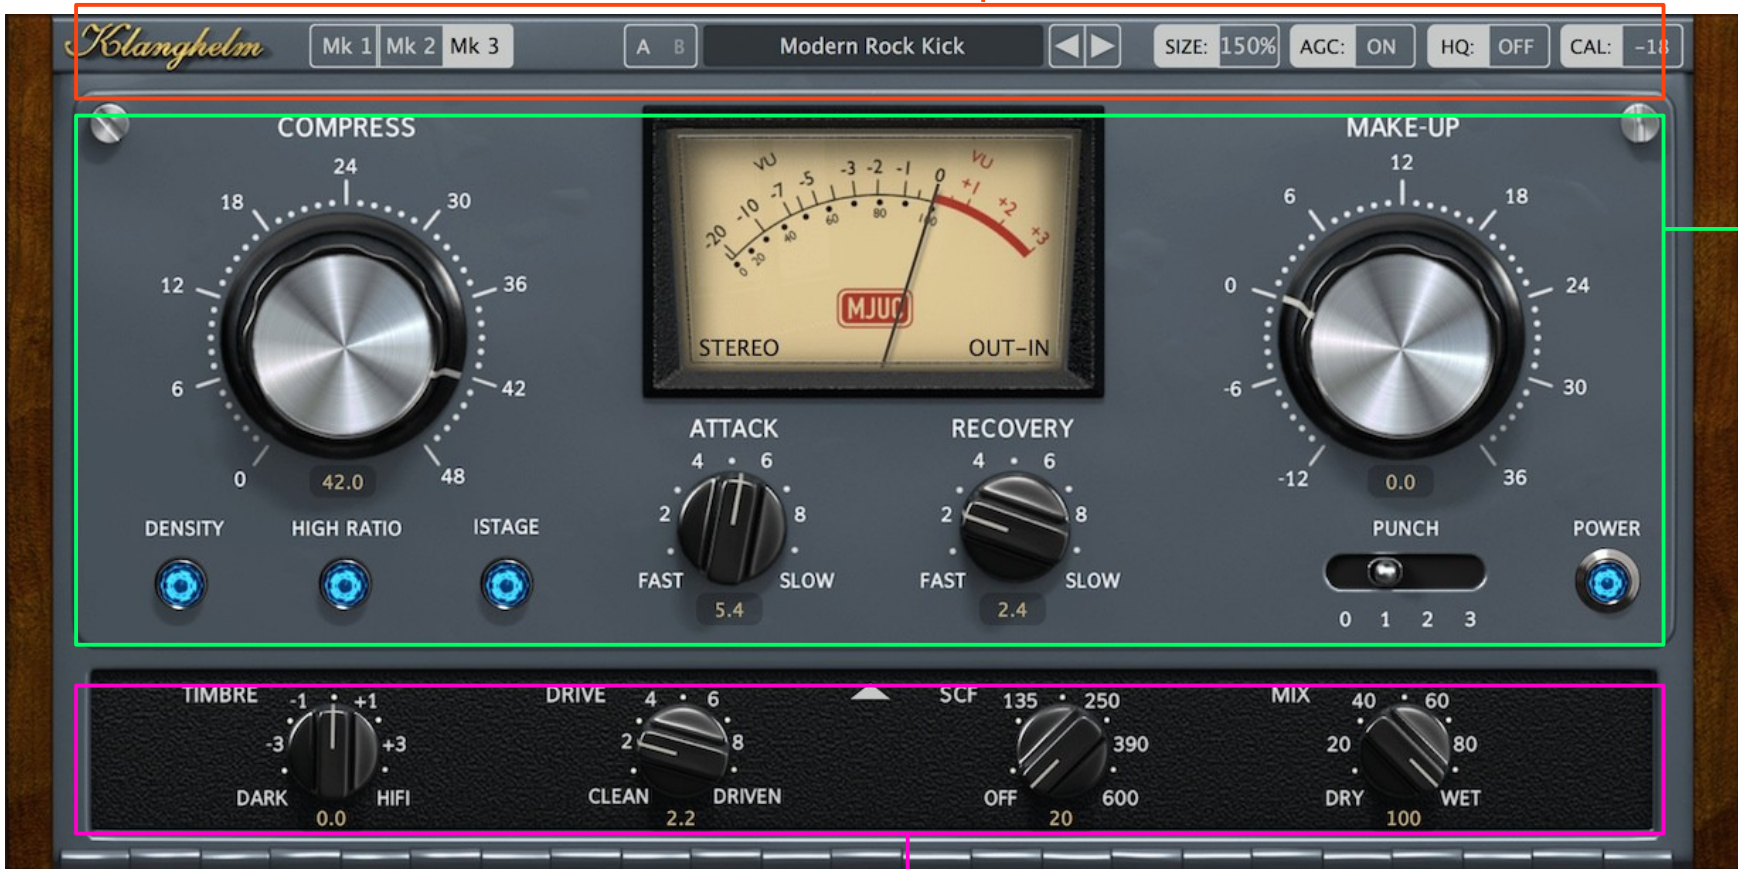 Klanghelm Mk 1 Mk 2 Mk 3 A B Modern Rock Kick SIZE: 150% AGC: ON HQ: OFF CAL: -18
COMPRESS
0 6 12 18 24 30 36 42 48
42.0
DENSITY HIGH RATIO ISTAGE
VU VU
-20 -10 -7 -5 -3 -2 -1 0 +1 +2 +3
0 20 40 60 80 100
MJUC
STEREO OUT-IN
ATTACK
FAST 2 4 6 8 SLOW
5.4
RECOVERY
FAST 2 4 6 8 SLOW
2.4
MAKE-UP
-12 -6 0 6 12 18 24 30 36
0.0
PUNCH
0 1 2 3
POWER
TIMBRE
DARK -3 -1 +1 +3 HIFI
0.0
DRIVE
CLEAN 2 4 6 8 DRIVEN
2.2
SCF
OFF 135 250 390 600
20
MIX
DRY 20 40 60 80 WET
100